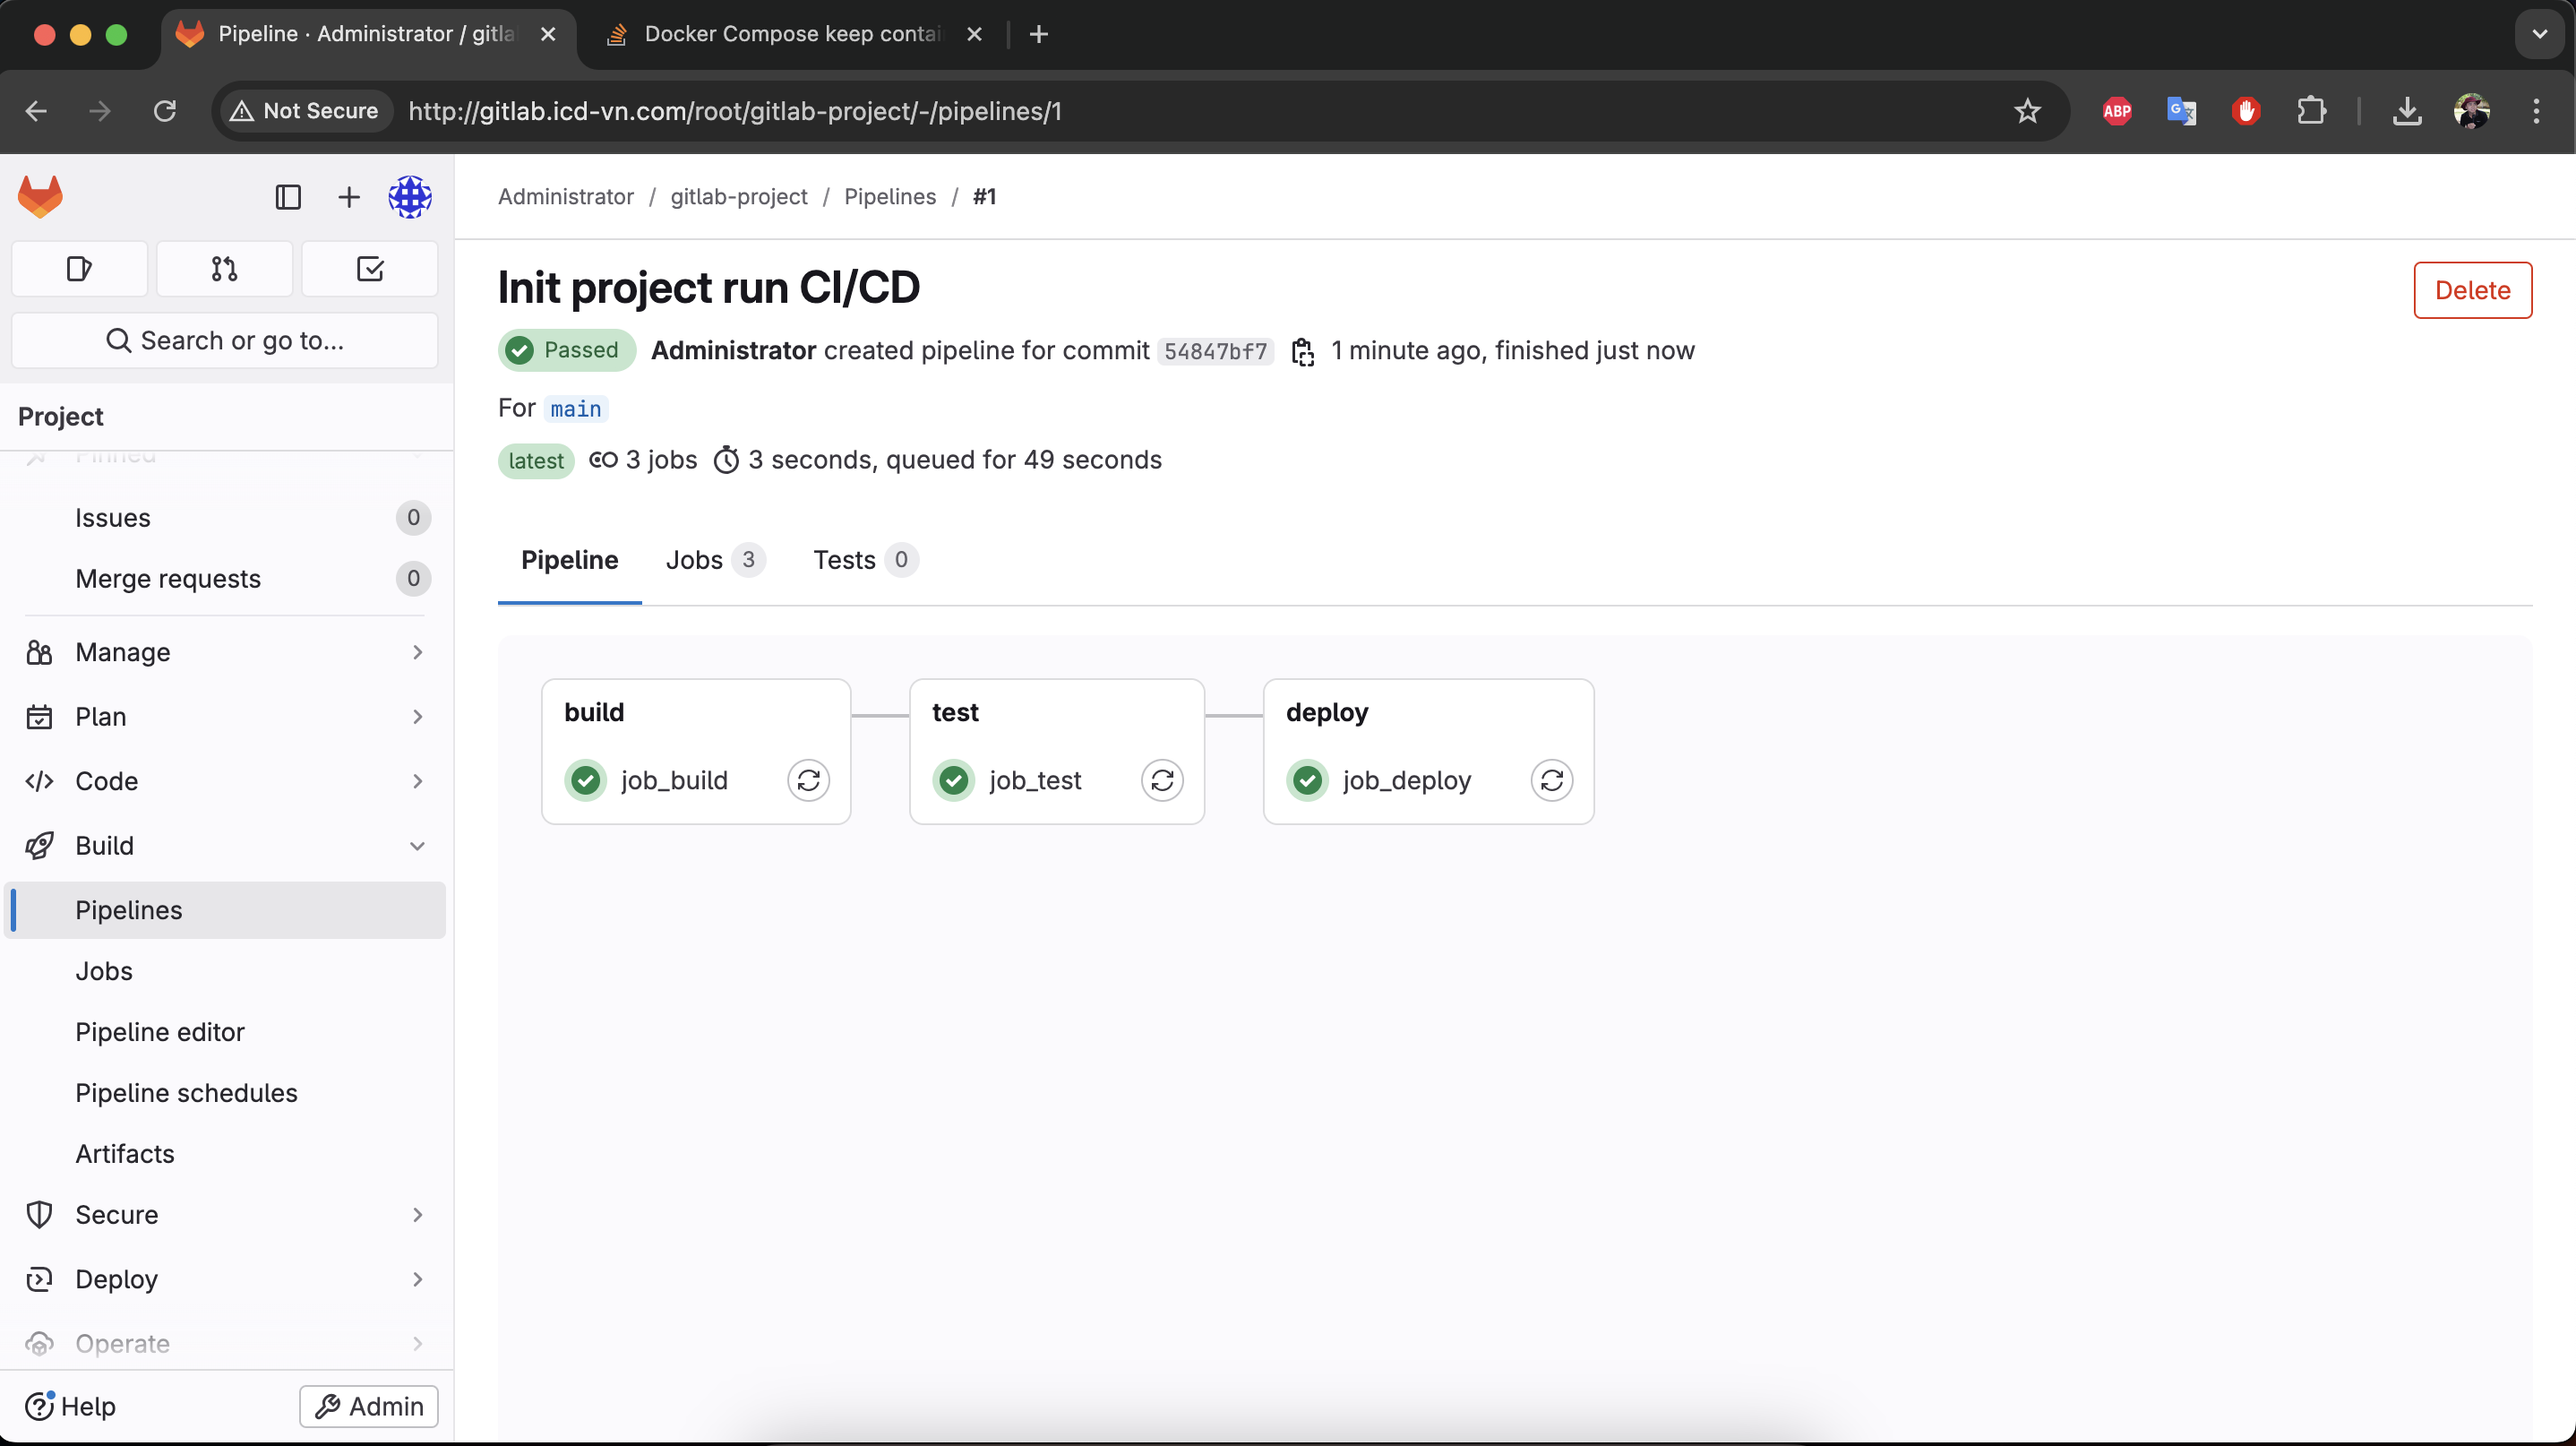 Pipeline · Administrator / gitla
Docker Compose keep contai
Not Secure
http://gitlab.icd-vn.com/root/gitlab-project/-/pipelines/1
ABP
Search or go to...
Project
Pinned
Issues 0
Merge requests 0
Manage
Plan
Code
Build
Pipelines
Jobs
Pipeline editor
Pipeline schedules
Artifacts
Secure
Deploy
Operate
Help
Admin
Administrator / gitlab-project / Pipelines / #1
Init project run CI/CD
Delete
Passed Administrator created pipeline for commit 54847bf7 1 minute ago, finished just now
For main
latest 3 jobs 3 seconds, queued for 49 seconds
Pipeline Jobs 3 Tests 0
build
job_build
test
job_test
deploy
job_deploy